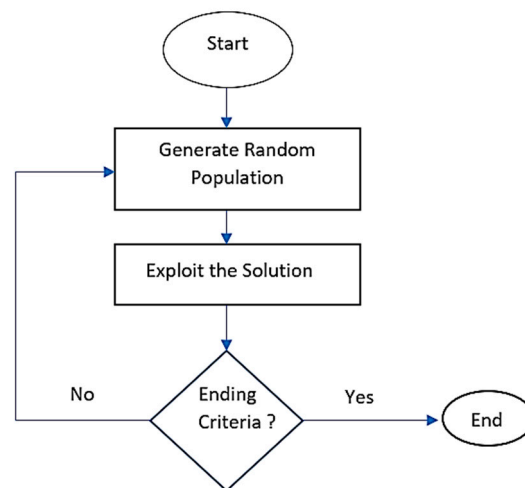 Start
Generate Random
Population
Exploit the Solution
No
Ending
Criteria ?
Yes
End